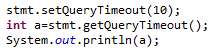 stmt.setQueryTimeout(10);
int a=stmt.getQueryTimeout();
System.out.println(a);